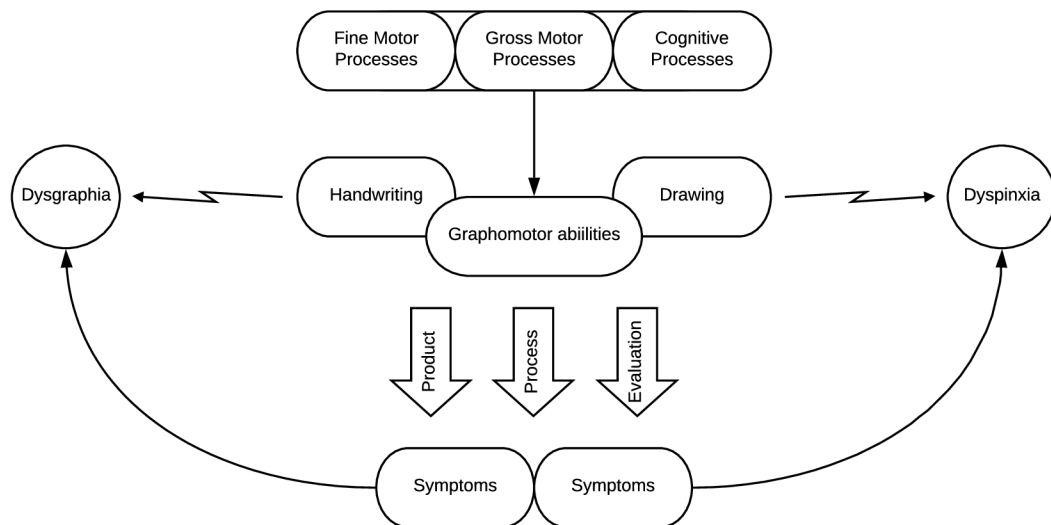 Fine Motor
Processes
Gross Motor
Processes
Cognitive
Processes
Dysgraphia
Handwriting
Drawing
Dyspinxia
Graphomotor abiilities
Product
Process
Evaluation
Symptoms
Symptoms